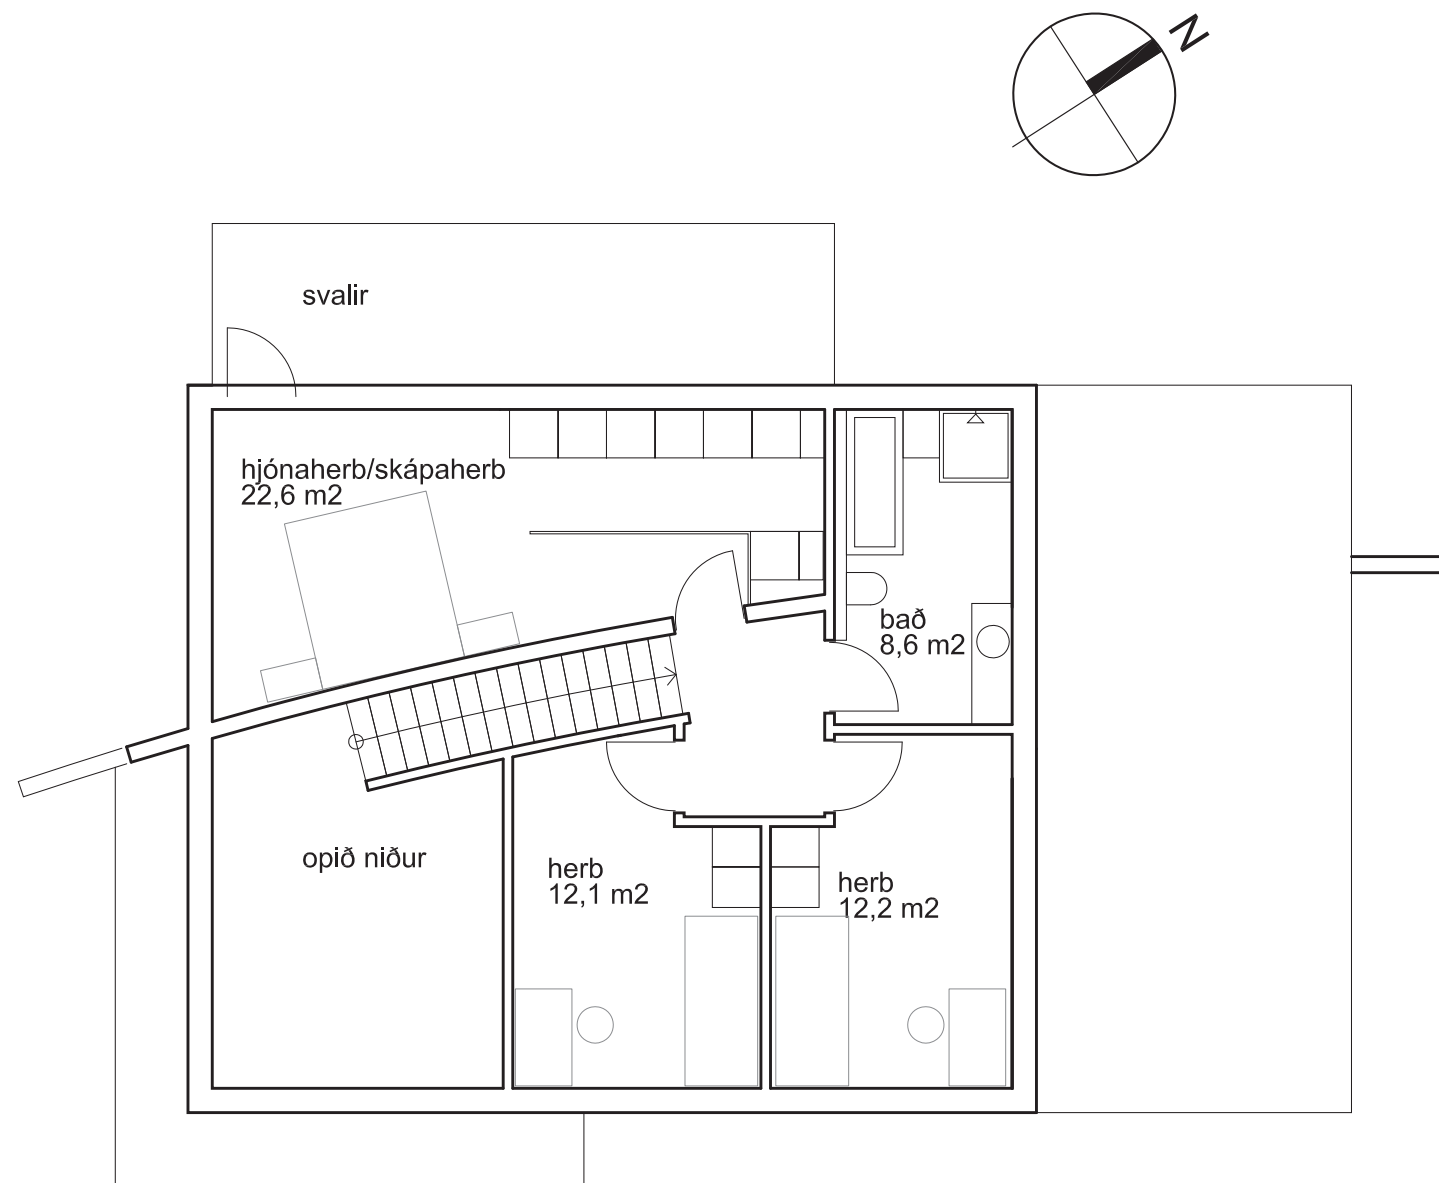 N
svalir
hjónaherb/skápaherb
22,6 m2
bað
8,6 m2
opið niður
herb
12,1 m2
herb
12,2 m2